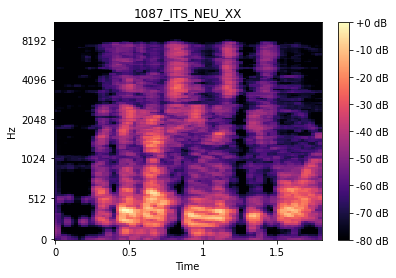 1087_ITS_NEU_XX
+0 dB
8192
-10 dB
4096
-20 dB
-30 dB
2048
-40 dB
Hz
1024
-50 dB
512
-60 dB
-70 dB
0
-80 dB
0
0.5
1
1.5
Time